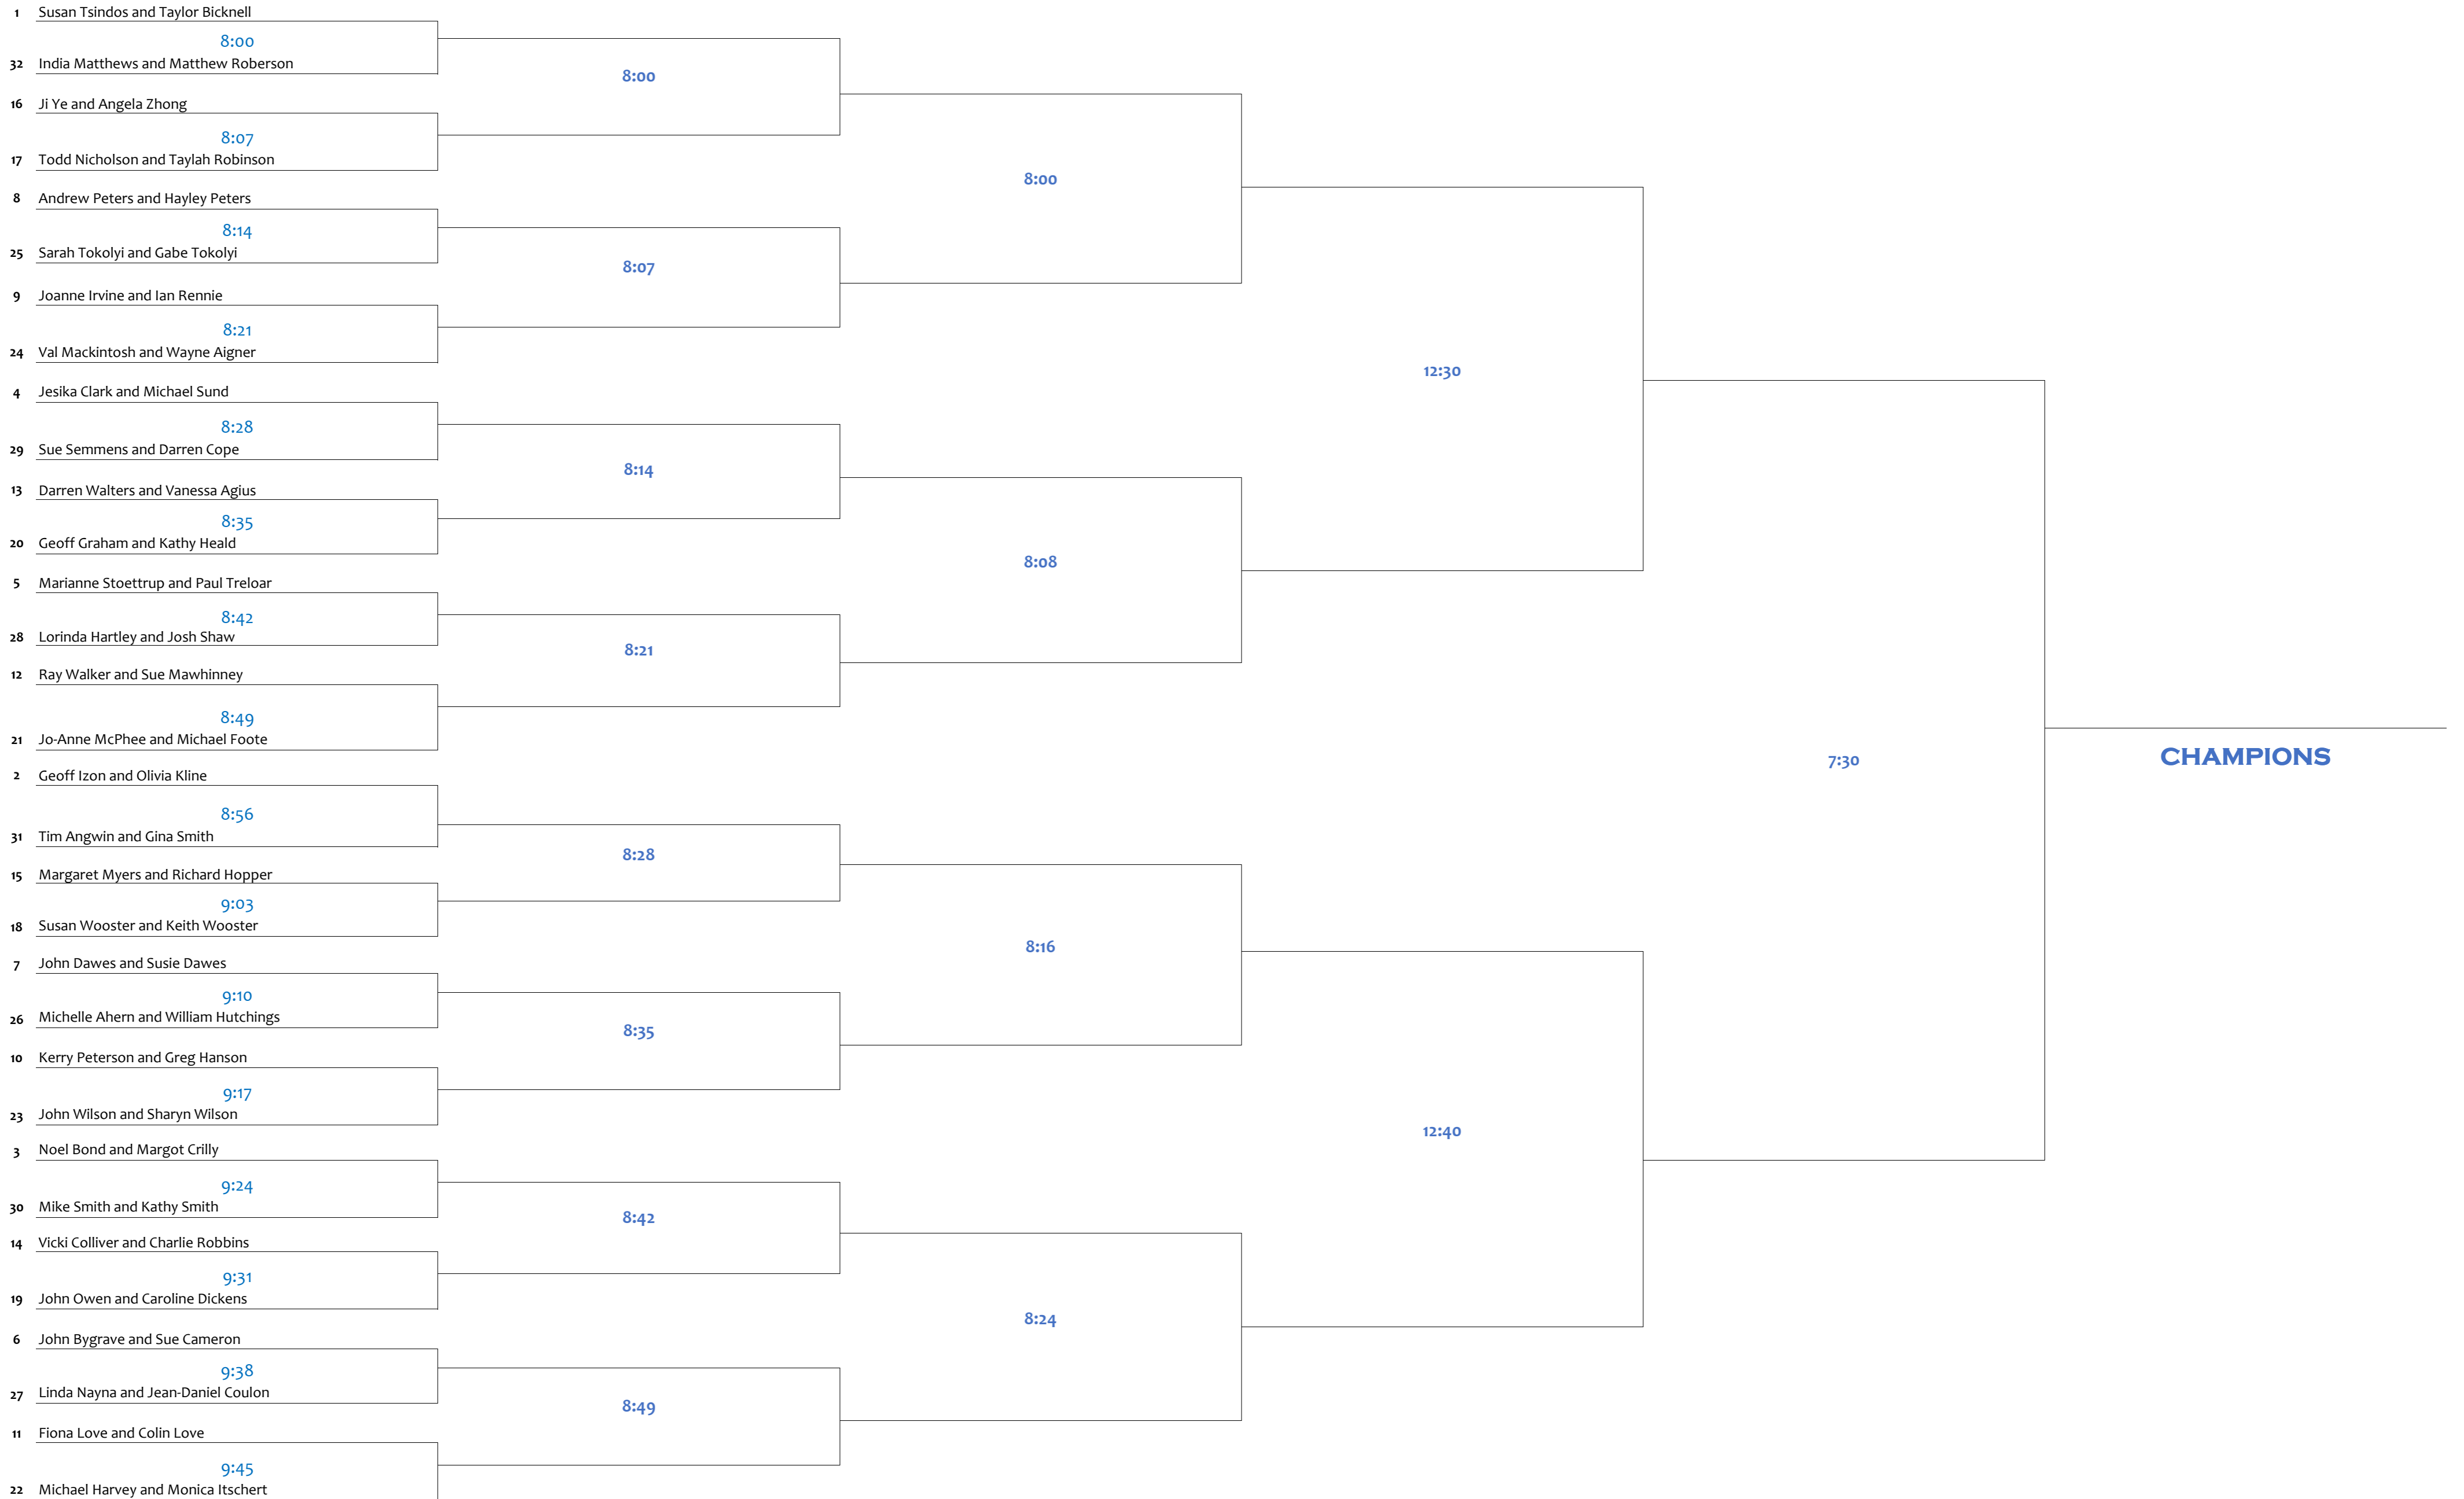 1 Susan Tsindos and Taylor Bicknell
8:00
32 India Matthews and Matthew Roberson
8:00
16 Ji Ye and Angela Zhong
8:07
17 Todd Nicholson and Taylah Robinson
8:00
8 Andrew Peters and Hayley Peters
8:14
25 Sarah Tokolyi and Gabe Tokolyi
8:07
9 Joanne Irvine and Ian Rennie
8:21
24 Val Mackintosh and Wayne Aigner
12:30
4 Jesika Clark and Michael Sund
8:28
29 Sue Semmens and Darren Cope
8:14
13 Darren Walters and Vanessa Agius
8:35
20 Geoff Graham and Kathy Heald
8:08
5 Marianne Stoettrup and Paul Treloar
8:42
28 Lorinda Hartley and Josh Shaw
8:21
12 Ray Walker and Sue Mawhinney
8:49
21 Jo-Anne McPhee and Michael Foote
CHAMPIONS
7:30
2 Geoff Izon and Olivia Kline
8:56
31 Tim Angwin and Gina Smith
8:28
15 Margaret Myers and Richard Hopper
9:03
18 Susan Wooster and Keith Wooster
8:16
7 John Dawes and Susie Dawes
9:10
26 Michelle Ahern and William Hutchings
8:35
10 Kerry Peterson and Greg Hanson
9:17
23 John Wilson and Sharyn Wilson
12:40
3 Noel Bond and Margot Crilly
9:24
30 Mike Smith and Kathy Smith
8:42
14 Vicki Colliver and Charlie Robbins
9:31
19 John Owen and Caroline Dickens
8:24
6 John Bygrave and Sue Cameron
9:38
27 Linda Nayna and Jean-Daniel Coulon
8:49
11 Fiona Love and Colin Love
9:45
22 Michael Harvey and Monica Itschert